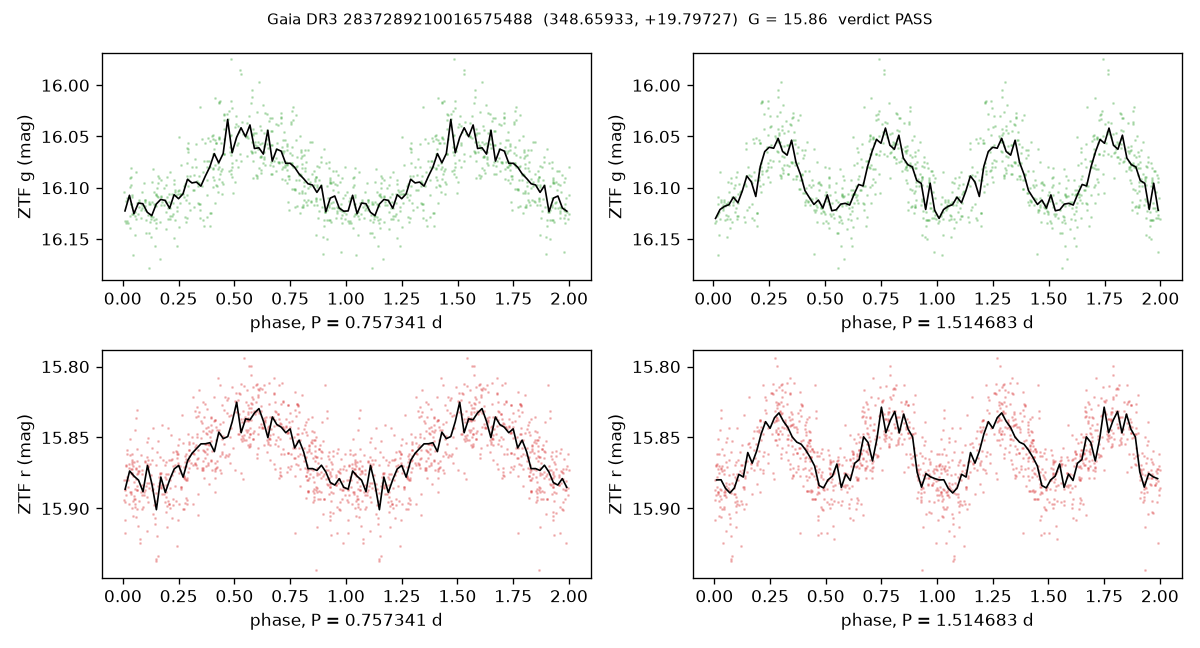 Gaia DR3 2837289210016575488 (348.65933, +19.79727) G = 15.86 verdict PASS
ZTF g (mag)
16.00
16.05
16.10
16.15
0.00 0.25 0.50 0.75 1.00 1.25 1.50 1.75 2.00
phase, P = 0.757341 d
ZTF g (mag)
16.00
16.05
16.10
16.15
0.00 0.25 0.50 0.75 1.00 1.25 1.50 1.75 2.00
phase, P = 1.514683 d
ZTF r (mag)
15.80
15.85
15.90
0.00 0.25 0.50 0.75 1.00 1.25 1.50 1.75 2.00
phase, P = 0.757341 d
ZTF r (mag)
15.80
15.85
15.90
0.00 0.25 0.50 0.75 1.00 1.25 1.50 1.75 2.00
phase, P = 1.514683 d